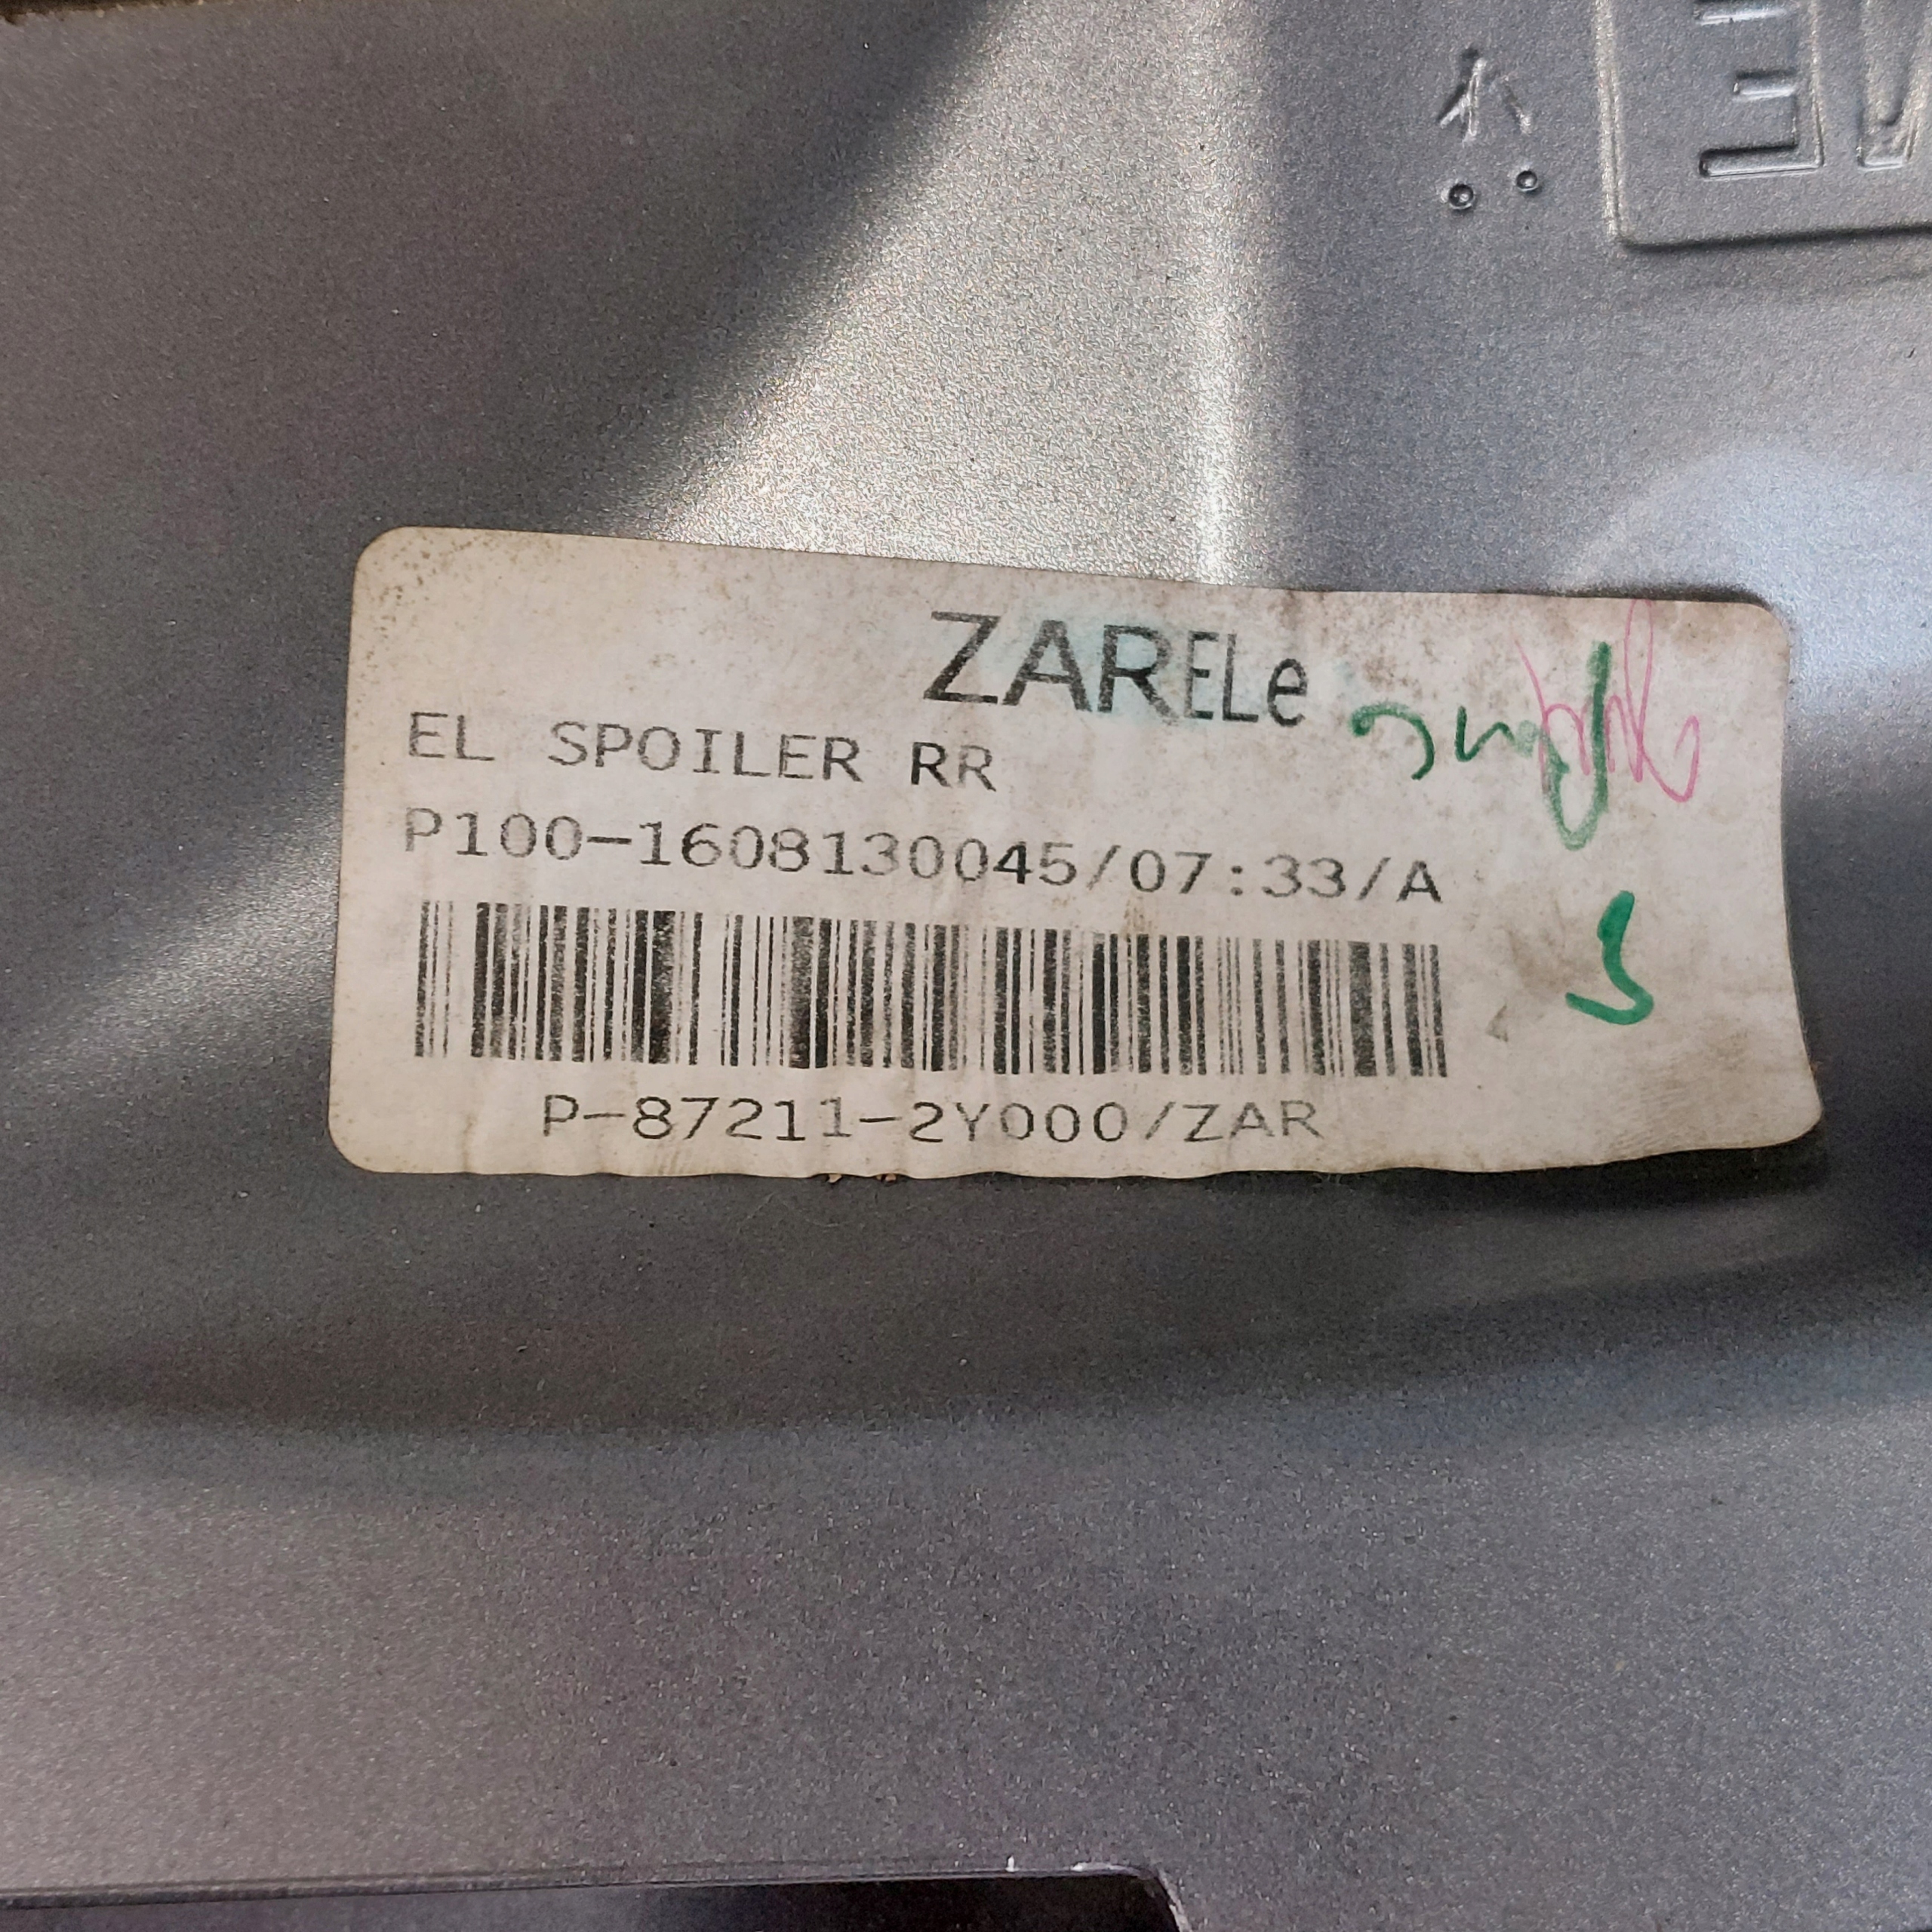 ZARELe
EL SPOILER RR
P100-1608130045/07:33/A
P-87211-2Y000/ZAR